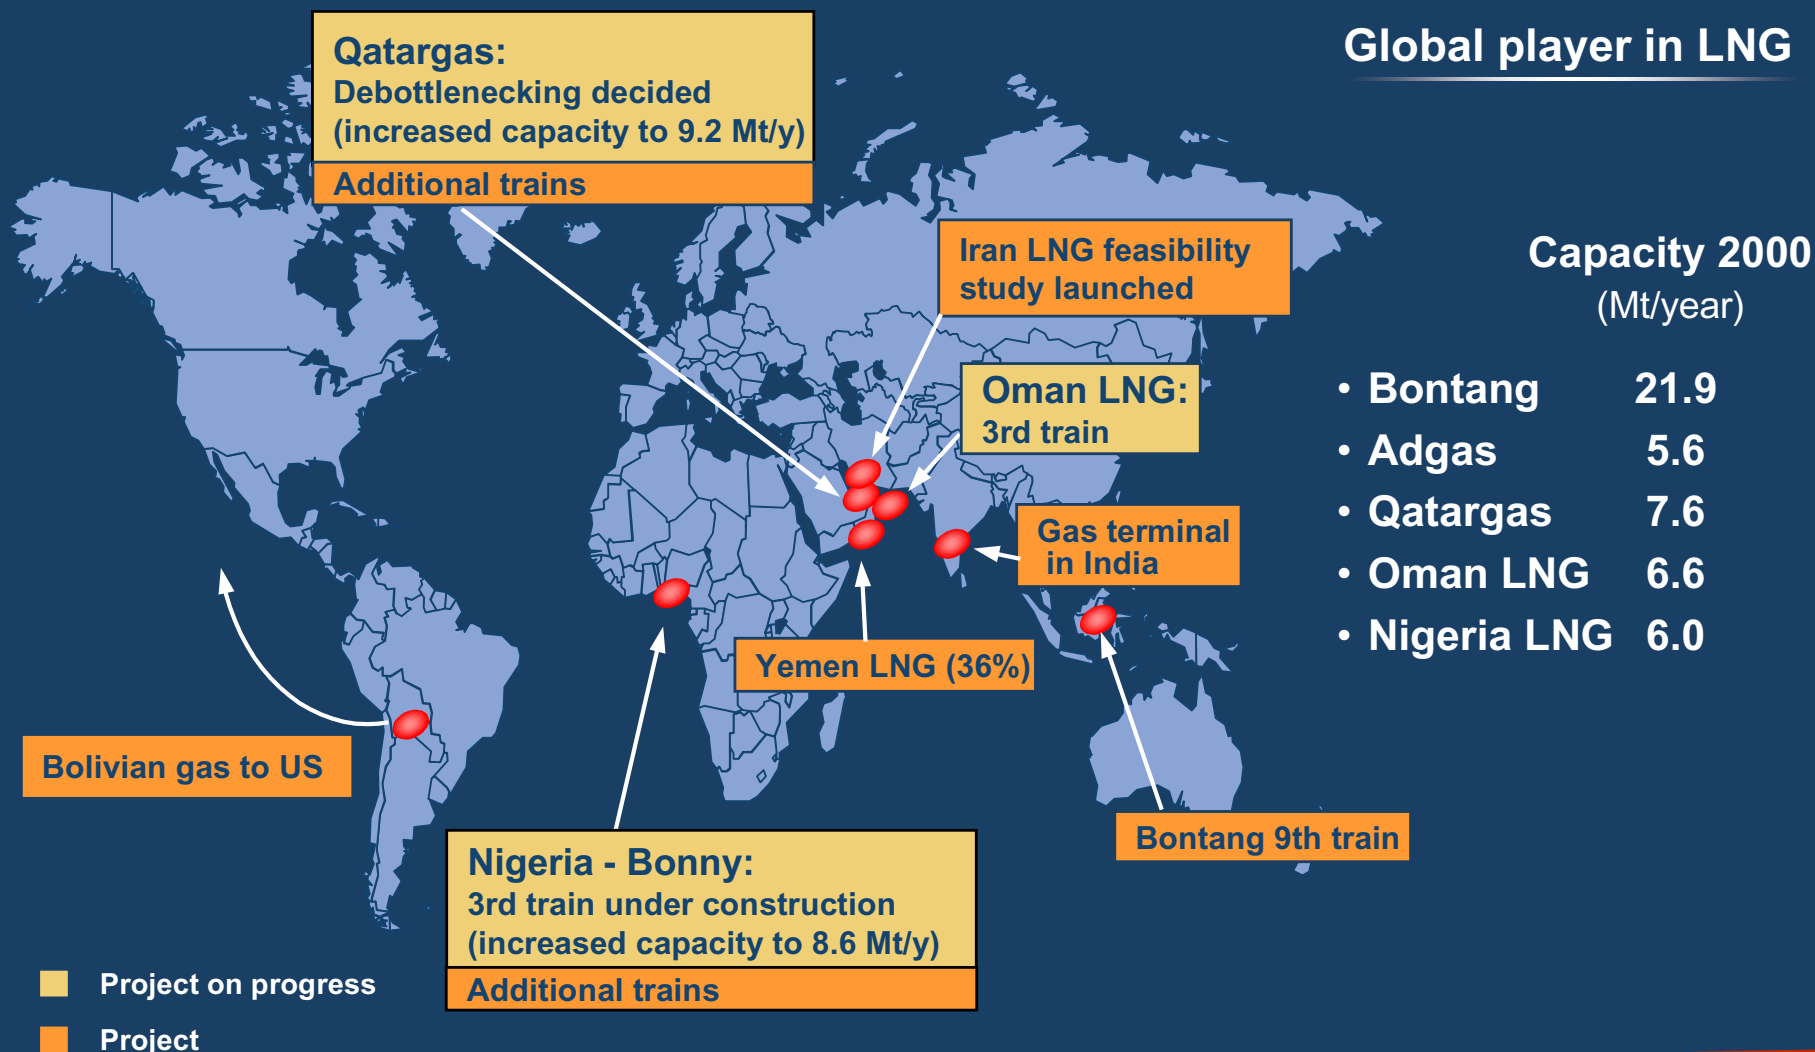 Global player in LNG
Qatargas:
Debottlenecking decided
(increased capacity to 9.2 Mt/y)
Additional trains
Iran LNG feasibility
study launched
Oman LNG:
3rd train
Gas terminal
in India
Yemen LNG (36%)
Bolivian gas to US
Bontang 9th train
Nigeria - Bonny:
3rd train under construction
(increased capacity to 8.6 Mt/y)
Additional trains
Capacity 2000
(Mt/year)
• Bontang 21.9
• Adgas 5.6
• Qatargas 7.6
• Oman LNG 6.6
• Nigeria LNG 6.0
Project on progress
Project